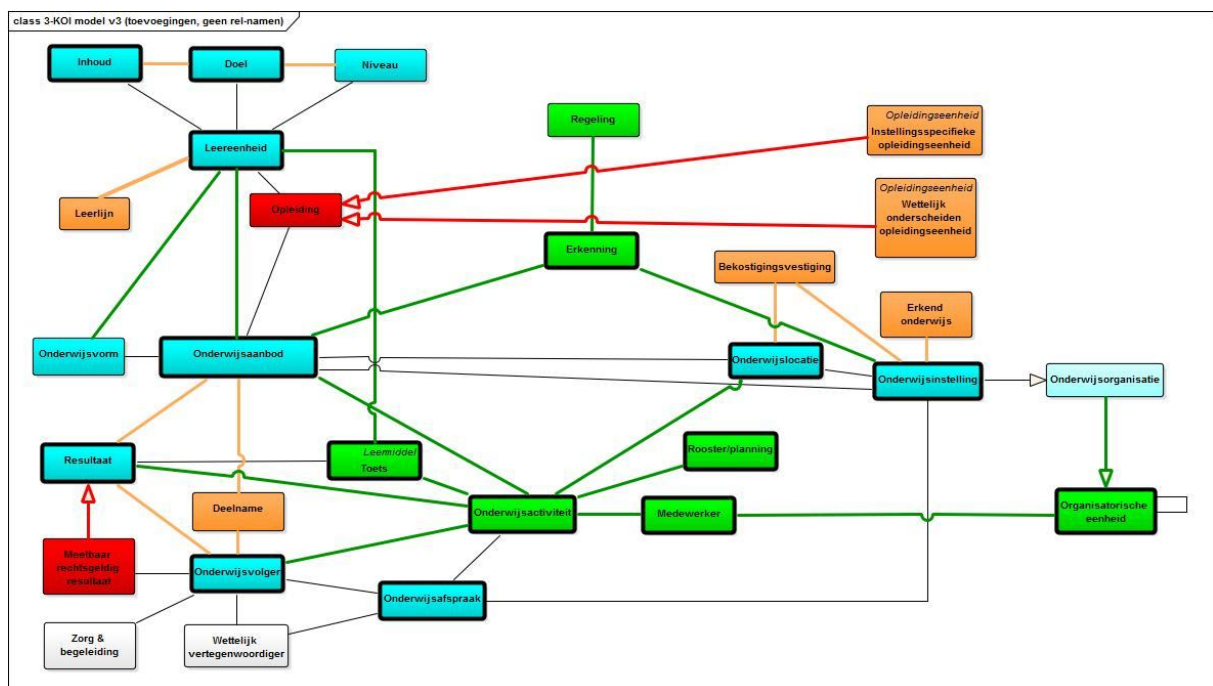 class 3-KOI model v3 (toevoegingen, geen rel-namen)
Inhoud
Doel
Niveau
Regeling
Opleidingseenheid
Instellingsspecifieke
opleidingseenheid
Leereenheid
Opleidingseenheid
Wettelijk
onderscheiden
opleidingseenheid
Leerlijn
Opleiding
Erkenning
Bekostigingsvestiging
Erkend
onderwijs
Onderwijsvorm
Onderwijsaanbod
Onderwijslocatie
Onderwijsinstelling
Onderwijsorganisatie
Resultaat
Leemiddel
Toets
Rooster/planning
Deelname
Onderwijsactiviteit
Medewerker
Organisatorische
eenheid
Meetbaar
rechtsgeldig
resultaat
Onderwijsvolger
Onderwijsafspraak
Zorg &
begeleiding
Wettelijk
vertegenwoordiger